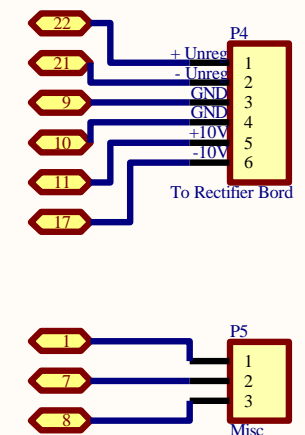 22
P4
+ Unreg
1
21
- Unreg
2
9
GND
3
10
GND
4
+10V
5
11
-10V
6
17
To Rectifier Bord
P5
1
1
7
2
8
3
Misc